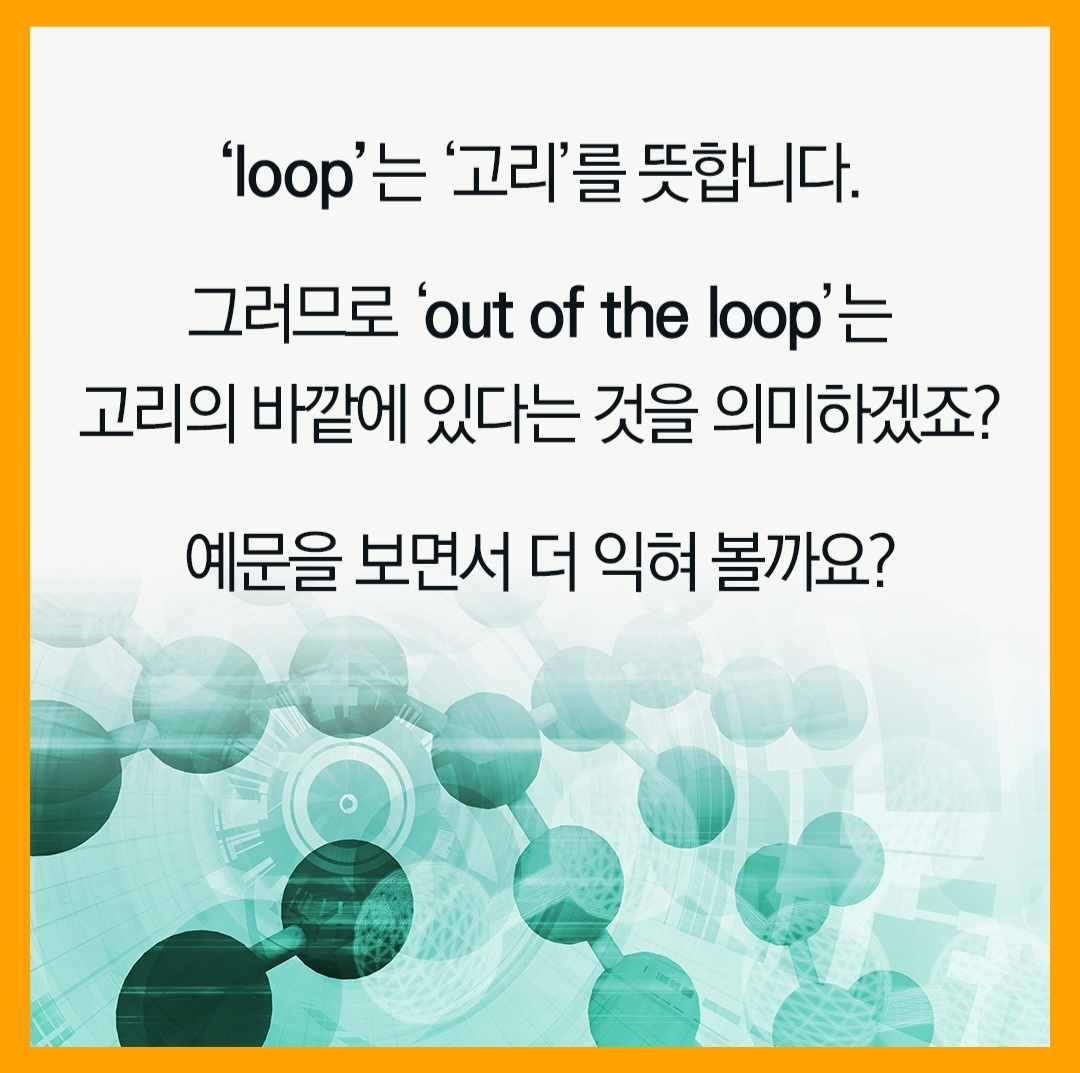 ‘loop’는 ‘고리’를 뜻합니다.
그러므로 ‘out of the loop’는
고리의 바깥에 있다는 것을 의미하겠죠?
예문을 보면서 더 익혀 볼까요?